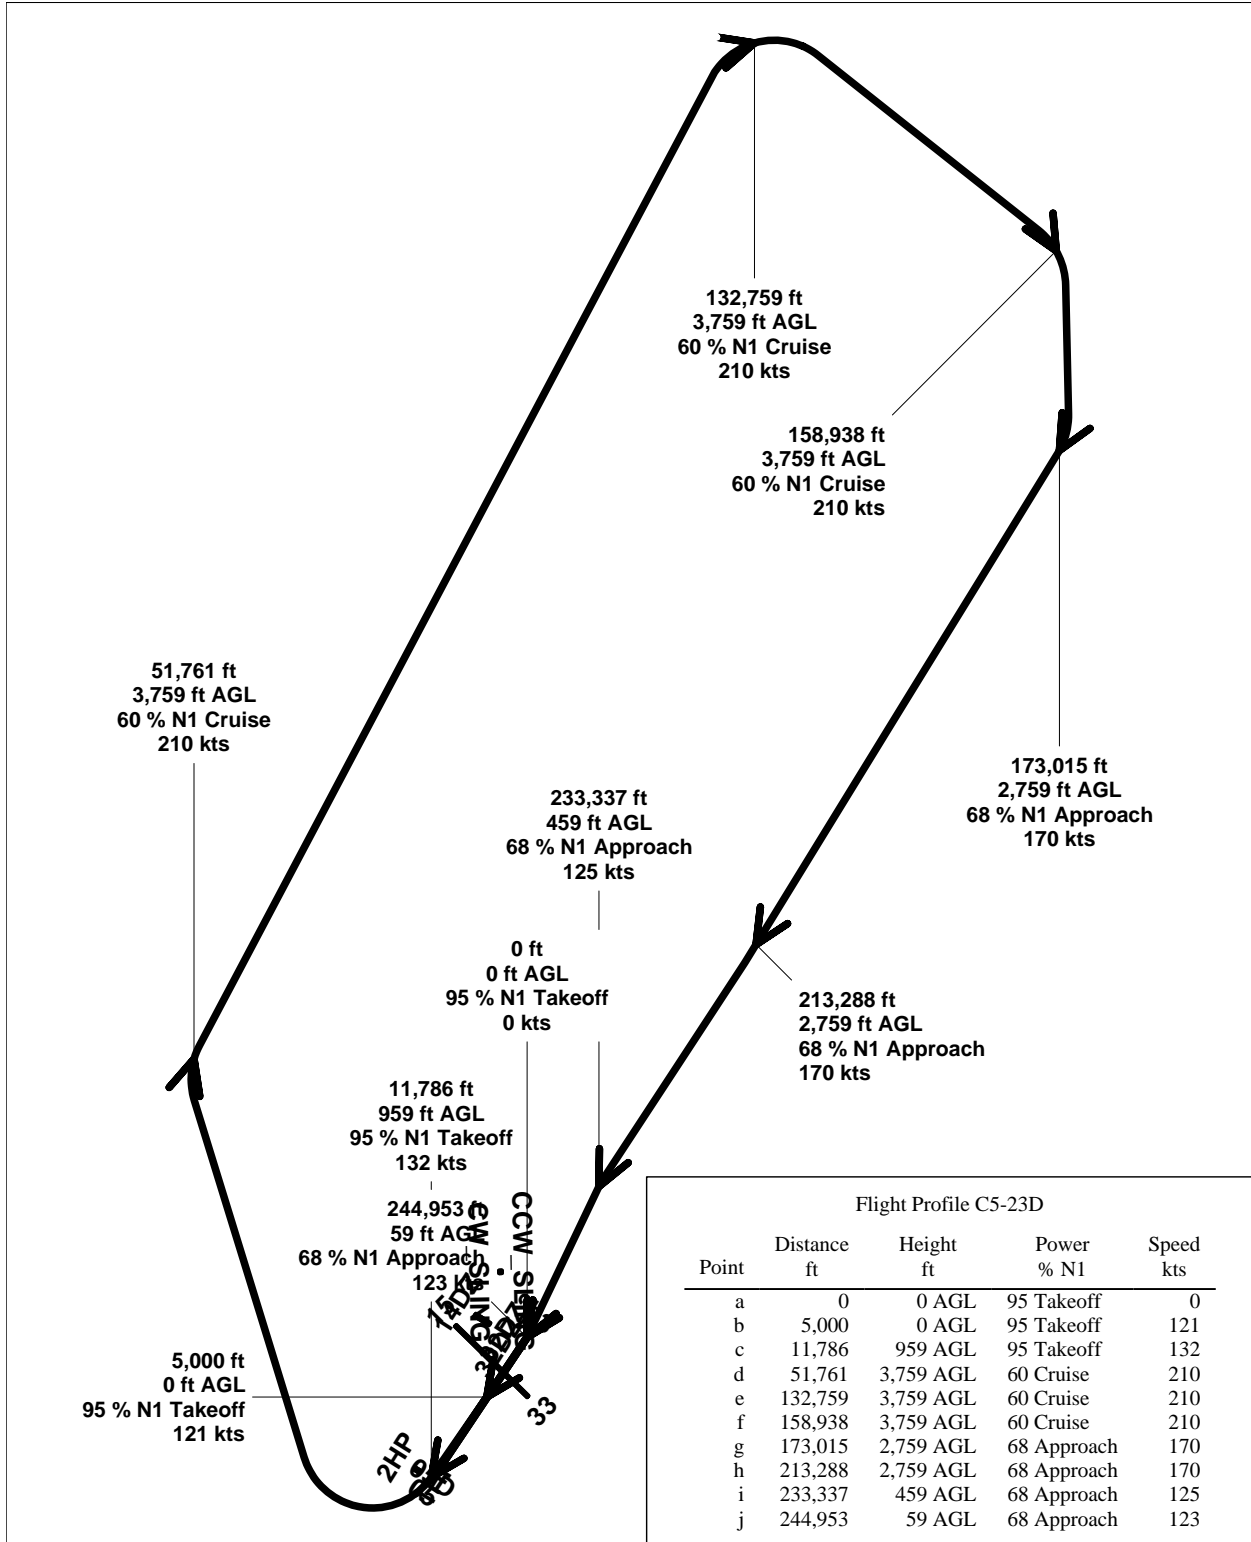 132,759 ft
3,759 ft AGL
60 % N1 Cruise
210 kts
158,938 ft
3,759 ft AGL
60 % N1 Cruise
210 kts
51,761 ft
3,759 ft AGL
60 % N1 Cruise
210 kts
173,015 ft
2,759 ft AGL
68 % N1 Approach
170 kts
233,337 ft
459 ft AGL
68 % N1 Approach
125 kts
0 ft
0 ft AGL
95 % N1 Takeoff
0 kts
213,288 ft
2,759 ft AGL
68 % N1 Approach
170 kts
11,786 ft
959 ft AGL
95 % N1 Takeoff
132 kts
244,953 ft
59 ft AGL
68 % N1 Approach
123 kts
CW SLING
CCW
15
5,000 ft
0 ft AGL
95 % N1 Takeoff
121 kts
33
2HP
Flight Profile C5-23D
Point Distance ft Height ft Power % N1 Speed kts
a 0 0 AGL 95 Takeoff 0
b 5,000 0 AGL 95 Takeoff 121
c 11,786 959 AGL 95 Takeoff 132
d 51,761 3,759 AGL 60 Cruise 210
e 132,759 3,759 AGL 60 Cruise 210
f 158,938 3,759 AGL 60 Cruise 210
g 173,015 2,759 AGL 68 Approach 170
h 213,288 2,759 AGL 68 Approach 170
i 233,337 459 AGL 68 Approach 125
j 244,953 59 AGL 68 Approach 123